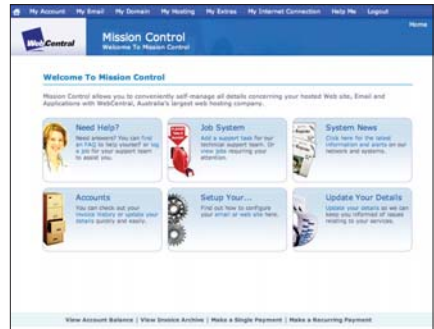 My Account My Email My Domain My Hosting My Extras My Internet Connection Help Me Logout
Home
WebCentral
Mission Control
Welcome To Mission Control
Welcome To Mission Control
Mission Control allows you to conveniently self-manage all details concerning your hosted Web site, Email and
Applications with WebCentral, Australia's largest web hosting company.
Need Help?
Need answers? You can find
an FAQ to help yourself or log
a job for your support team
to assist you.
Job System
Add a support task for our
technical support team. Or
view jobs requiring your
attention.
System News
Click here for the latest
information and alerts on our
network and systems.
Accounts
You can check out your
invoice history or update your
details quickly and easily.
Setup Your...
Find out how to configure
your email or web site here.
Update Your Details
Update your details so we can
keep you informed of issues
relating to your services.
View Account Balance | View Invoice Archive | Make a Single Payment | Make a Recurring Payment